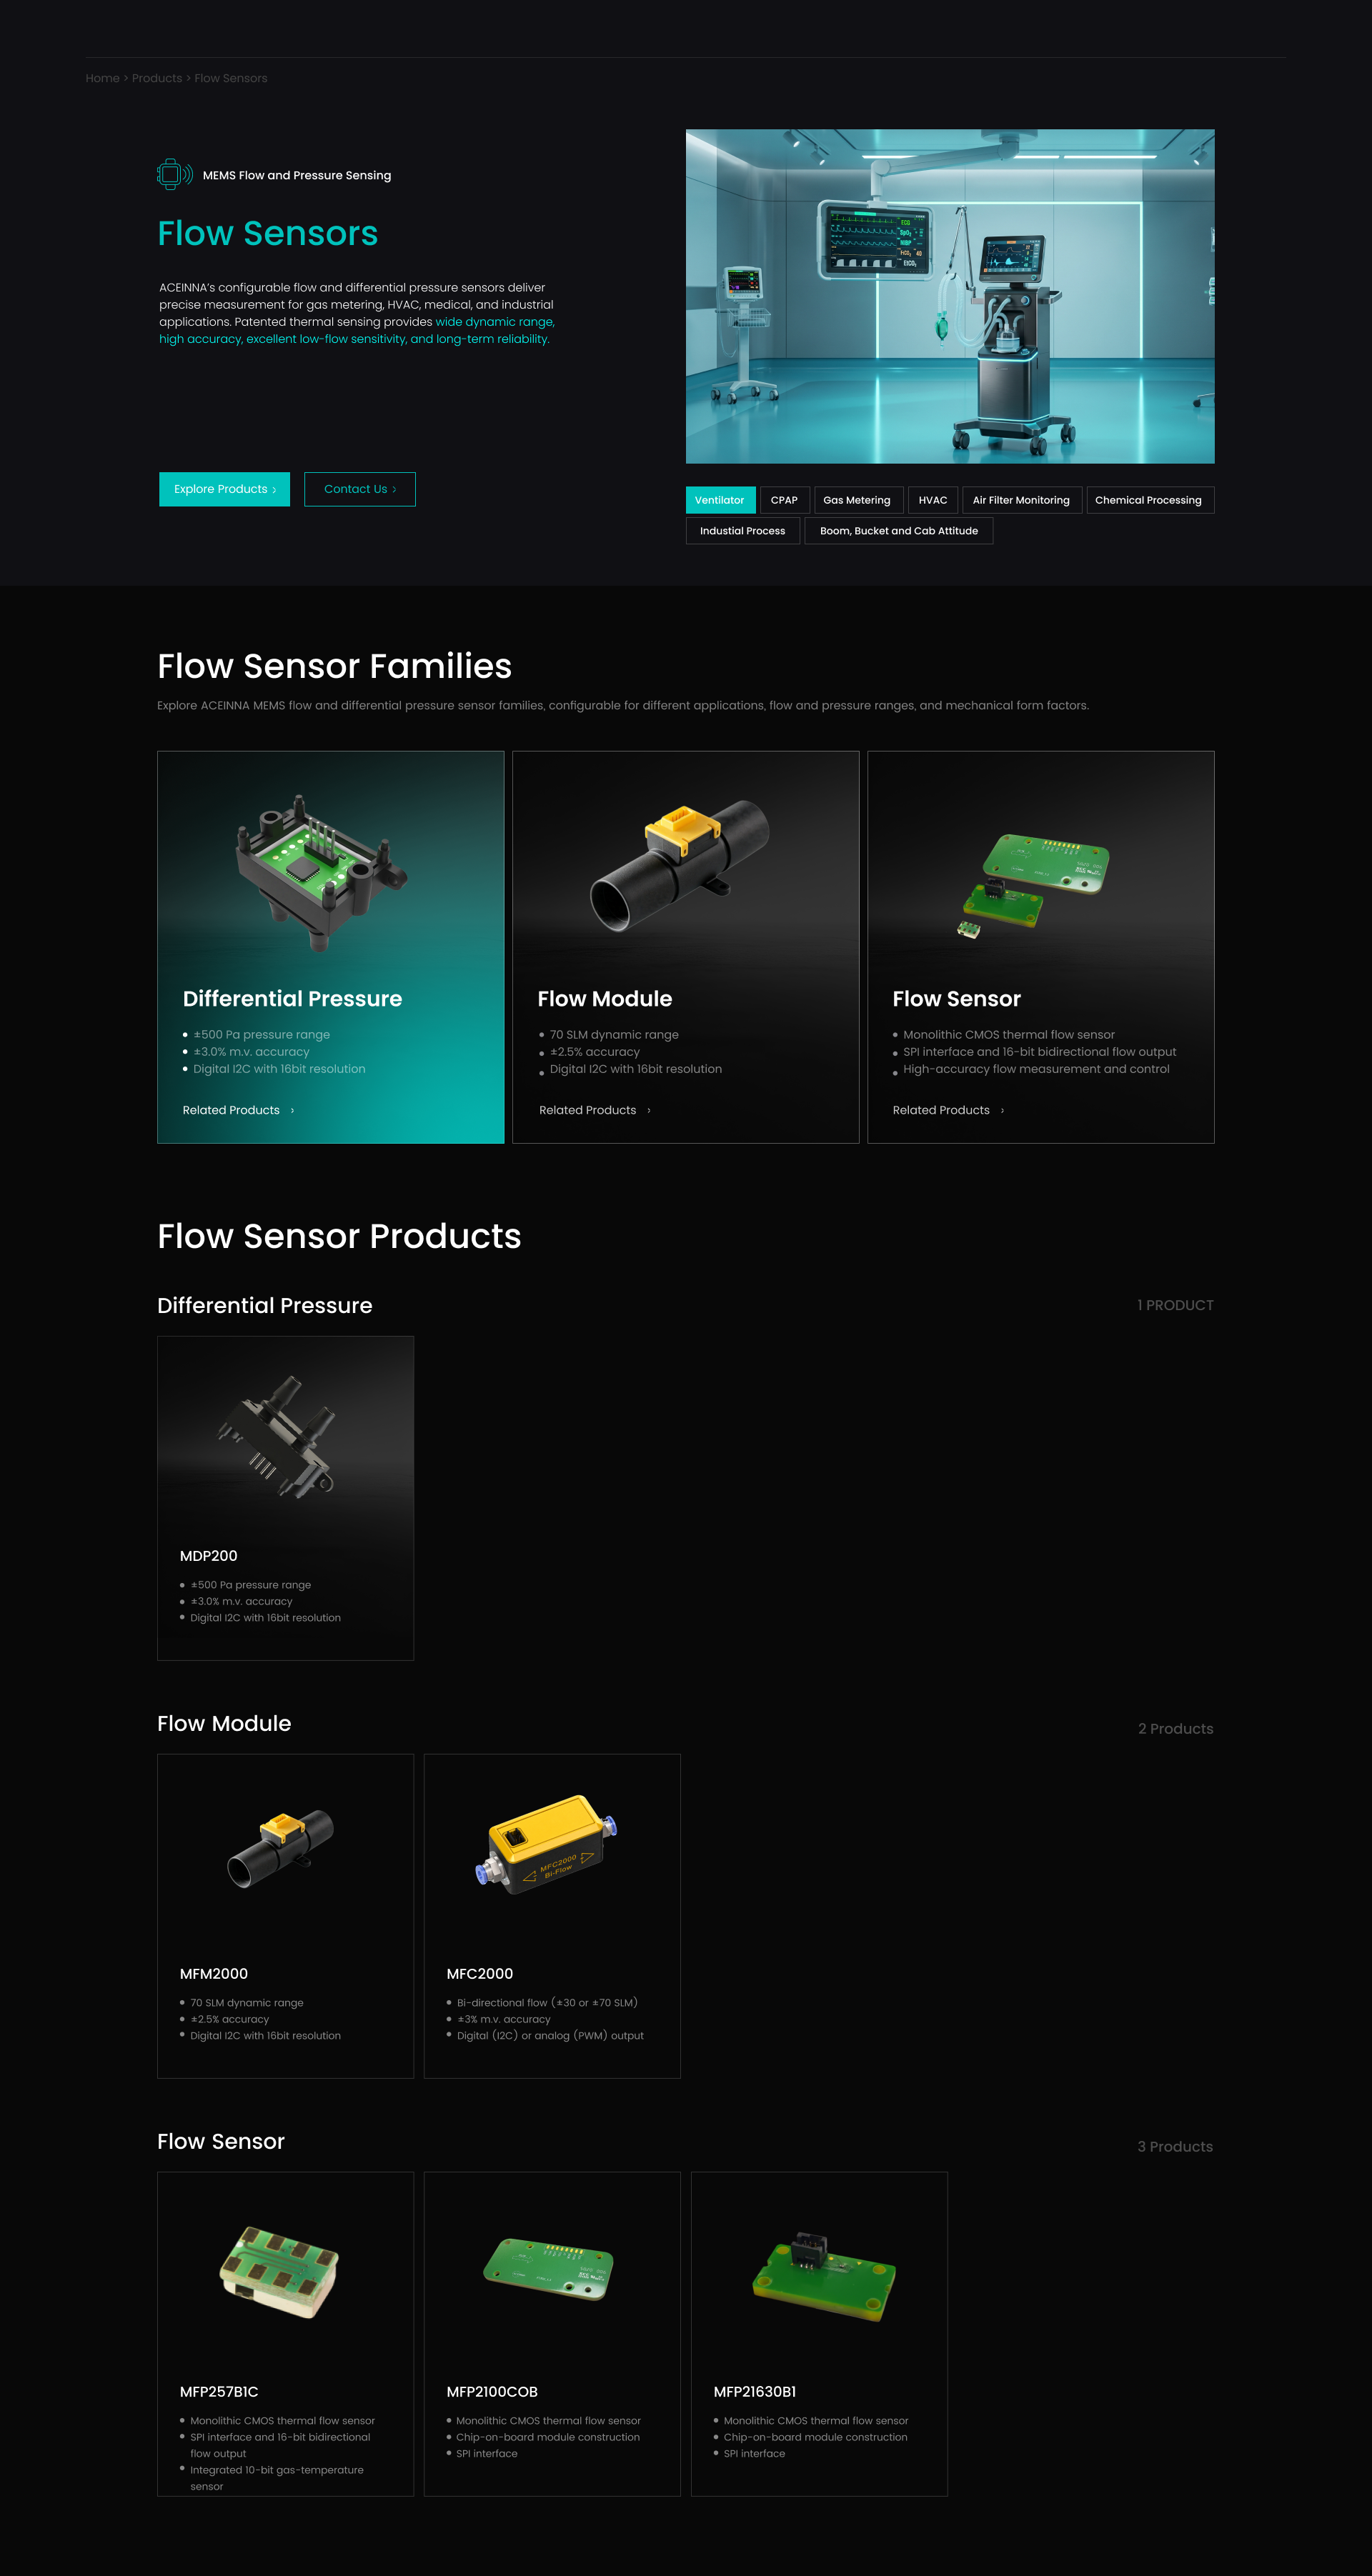 Home > Products > Flow Sensors
MEMS Flow and Pressure Sensing
Flow Sensors
ACEINNA's configurable flow and differential pressure sensors deliver
precise measurement for gas metering, HVAC, medical, and industrial
applications. Patented thermal sensing provides wide dynamic range,
high accuracy, excellent low-flow sensitivity, and long-term reliability.
Explore Products ›
Contact Us ›
ECG
SpO₂
NIBP
EtCO₂
Ventilator
CPAP
Gas Metering
HVAC
Air Filter Monitoring
Chemical Processing
Industial Process
Boom, Bucket and Cab Attitude
Flow Sensor Families
Explore ACEINNA MEMS flow and differential pressure sensor families, configurable for different applications, flow and pressure ranges, and mechanical form factors.
Differential Pressure
±500 Pa pressure range
±3.0% m.v. accuracy
Digital I2C with 16bit resolution
Related Products ›
Flow Module
70 SLM dynamic range
±2.5% accuracy
Digital I2C with 16bit resolution
Related Products ›
Flow Sensor
Monolithic CMOS thermal flow sensor
SPI interface and 16-bit bidirectional flow output
High-accuracy flow measurement and control
Related Products ›
Flow Sensor Products
Differential Pressure
1 PRODUCT
MDP200
±500 Pa pressure range
±3.0% m.v. accuracy
Digital I2C with 16bit resolution
Flow Module
2 Products
MFM2000
70 SLM dynamic range
±2.5% accuracy
Digital I2C with 16bit resolution
MFC2000
Bi-Flow
MFC2000
Bi-directional flow (±30 or ±70 SLM)
±3% m.v. accuracy
Digital (I2C) or analog (PWM) output
Flow Sensor
3 Products
MFP257B1C
Monolithic CMOS thermal flow sensor
SPI interface and 16-bit bidirectional
flow output
Integrated 10-bit gas-temperature
sensor
MFP2100COB
Monolithic CMOS thermal flow sensor
Chip-on-board module construction
SPI interface
MFP21630B1
Monolithic CMOS thermal flow sensor
Chip-on-board module construction
SPI interface